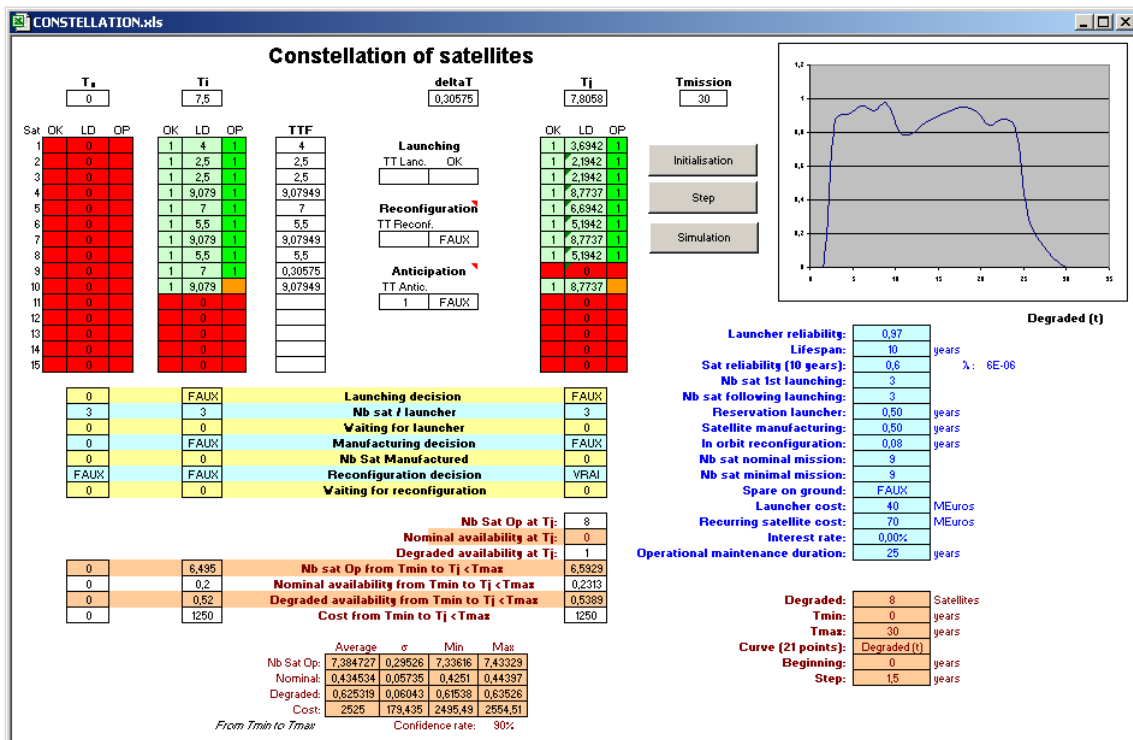 CONSTELLATION.xls
Constellation of satellites
T₀ Ti deltaT Tj Tmission
0 7,5 0,30575 7,8058 30
Sat OK LD OP OK LD OP TTF Launching OK LD OP
1 0 1 4 1 4 1 3,6942 1
2 0 1 2,5 1 2,5 TT Lanc. OK 1 2,1942 1
3 0 1 2,5 1 2,5 1 2,1942 1
4 0 1 9,079 1 9,07949 1 8,7737 1
5 0 1 7 1 7 Reconfiguration 1 6,6942 1
6 0 1 5,5 1 5,5 TT Reconf. 1 5,1942 1
7 0 1 9,079 1 9,07949 FAUX 1 8,7737 1
8 0 1 5,5 1 5,5 1 5,1942 1
9 0 1 7 1 0,30575 Anticipation 0
10 0 1 9,079 9,07949 TT Antic. 1 8,7737
11 0 0 1 FAUX 0
12 0 0 0
13 0 0 0
14 0 0 0
15 0 0 0
Initialisation
Step
Simulation
1,2
1
0,8
0,6
0,4
0,2
0
0 5 10 15 20 25 30 35
Degraded (t)
0 FAUX Launching decision FAUX
3 3 Nb sat / launcher 3
0 0 Waiting for launcher 0
0 FAUX Manufacturing decision FAUX
0 0 Nb Sat Manufactured 0
FAUX FAUX Reconfiguration decision VRAI
0 0 Waiting for reconfiguration 0
Nb Sat Op at Tj: 8
Nominal availability at Tj: 0
Degraded availability at Tj: 1
0 6,495 Nb sat Op from Tmin to Tj <Tmax 6,5929
0 0,2 Nominal availability from Tmin to Tj <Tmax 0,2313
0 0,52 Degraded availability from Tmin to Tj <Tmax 0,5389
0 1250 Cost from Tmin to Tj <Tmax 1250
Average σ Min Max
Nb Sat Op: 7,384727 0,29526 7,33616 7,43329
Nominal: 0,434534 0,05735 0,4251 0,44397
Degraded: 0,625319 0,06043 0,61538 0,63526
Cost: 2525 179,435 2495,49 2554,51
From Tmin to Tmax Confidence rate: 90%
Launcher reliability: 0,97
Lifespan: 10 years
Sat reliability (10 years): 0,6 λ: 6E-06
Nb sat 1st launching: 3
Nb sat following launching: 3
Reservation launcher: 0,50 years
Satellite manufacturing: 0,50 years
In orbit reconfiguration: 0,08 years
Nb sat nominal mission: 9
Nb sat minimal mission: 9
Spare on ground: FAUX
Launcher cost: 40 MEuros
Recurring satellite cost: 70 MEuros
Interest rate: 0,00%
Operational maintenance duration: 25 years
Degraded: 8 Satellites
Tmin: 0 years
Tmax: 30 years
Curve (21 points): Degraded (t)
Beginning: 0 years
Step: 1,5 years